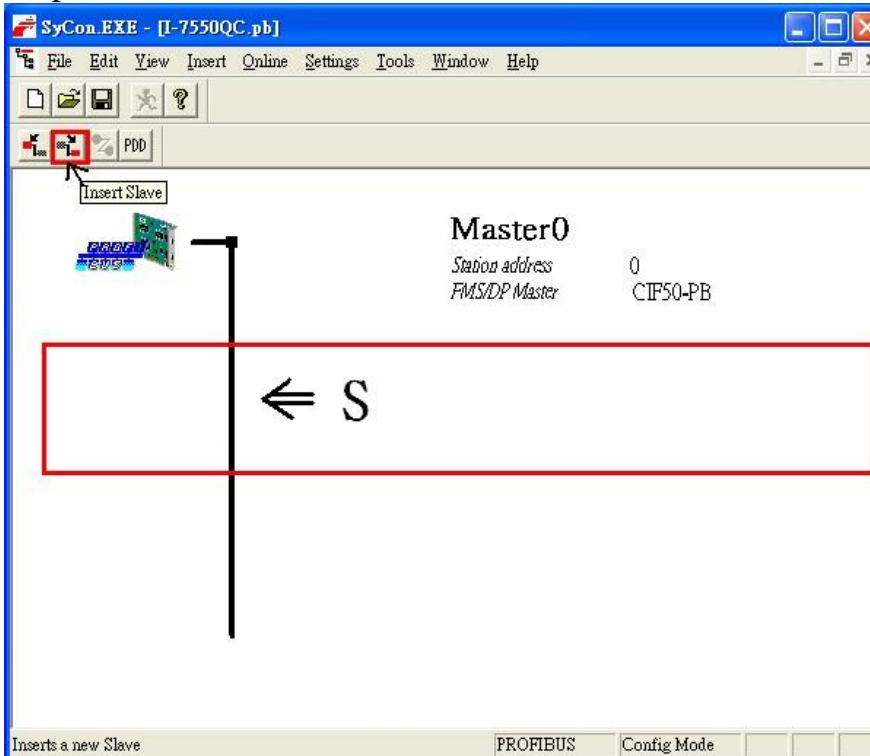 SyCon.EXE - [I-7550QC.pb]
File Edit View Insert Online Settings Tools Window Help
PDD
Insert Slave
Master0
Station address 0
FMS/DP Master CIF50-PB
⇐ S
Inserts a new Slave PROFIBUS Config Mode